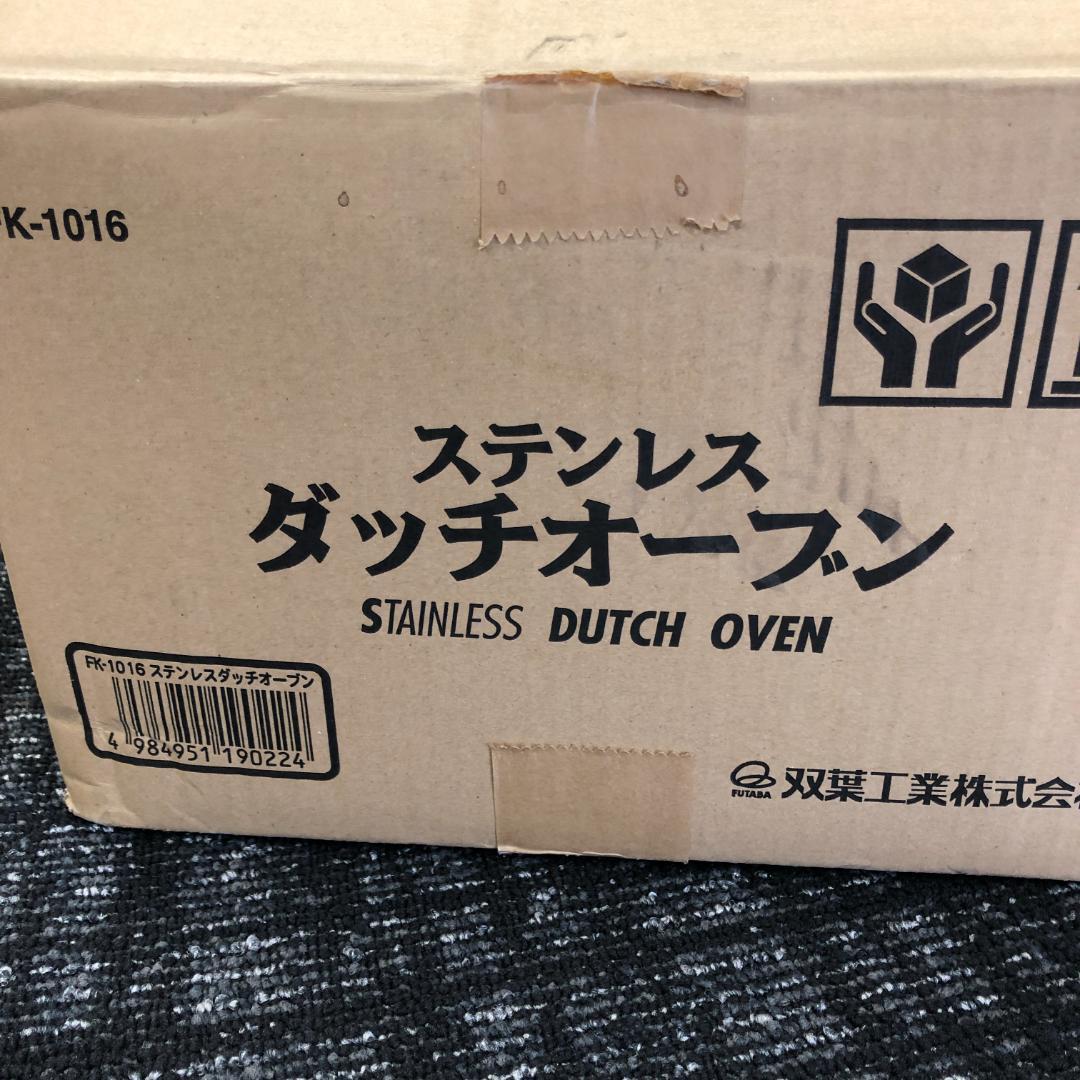 FK-1016
ステンレス
ダッチオーブン
STAINLESS DUTCH OVEN
FK-1016 ステンレスダッチオーブン
4 984951 190224
FUTABA 双葉工業株式会